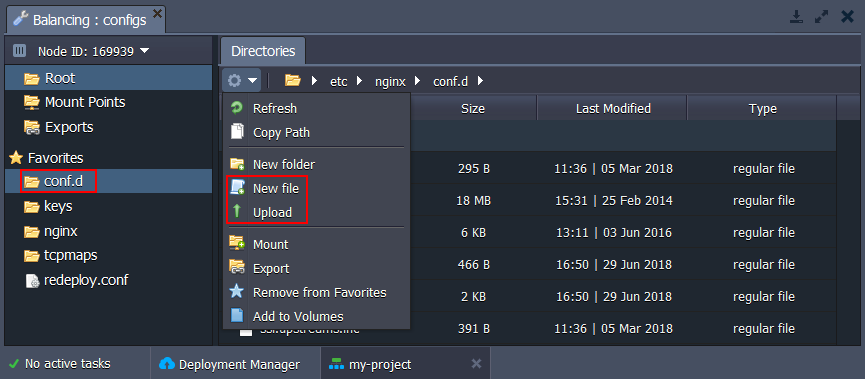 Balancing : configs
Node ID: 169939
Directories
Root
Mount Points
Exports
Favorites
conf.d
keys
nginx
tcpmaps
redeploy.conf
etc nginx conf.d
Refresh
Copy Path
New folder
New file
Upload
Mount
Export
Remove from Favorites
Add to Volumes
Size Last Modified Type
295 B 11:36 | 05 Mar 2018 regular file
18 MB 15:31 | 25 Feb 2014 regular file
6 KB 13:11 | 03 Jun 2016 regular file
466 B 16:50 | 29 Jun 2018 regular file
2 KB 16:50 | 29 Jun 2018 regular file
391 B 11:36 | 05 Mar 2018 regular file
No active tasks
Deployment Manager
my-project